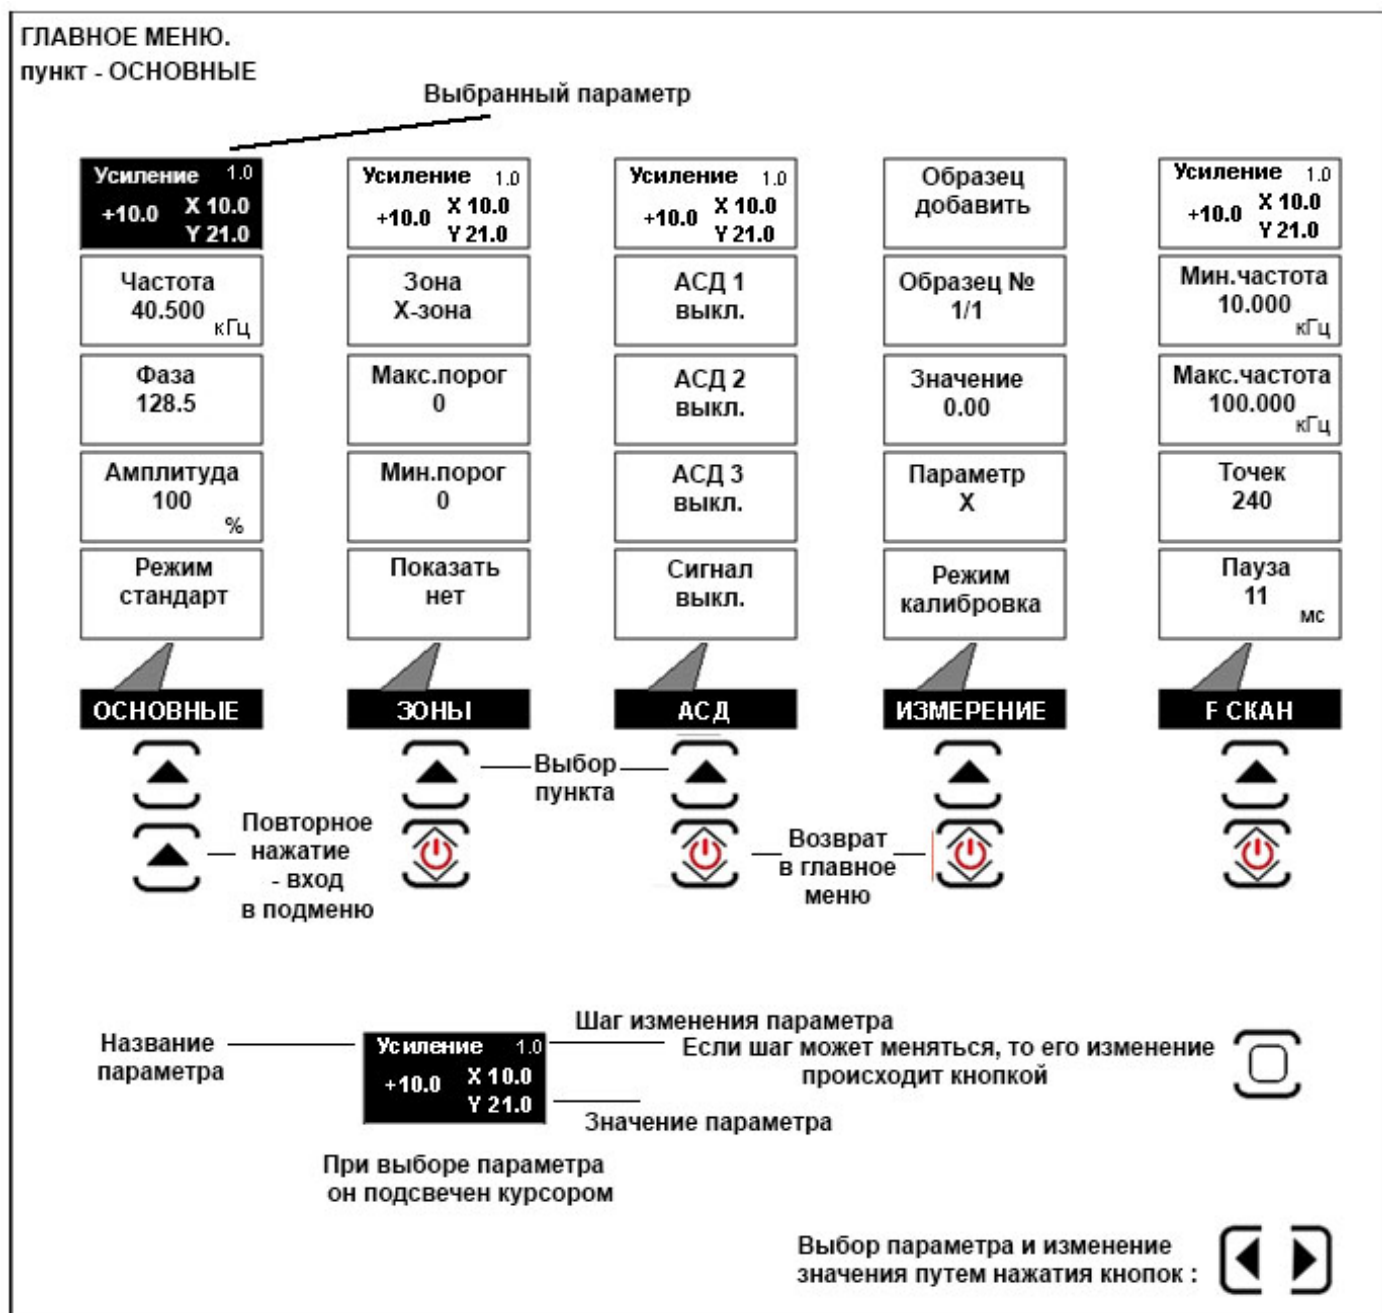 ГЛАВНОЕ МЕНЮ.
пункт - ОСНОВНЫЕ
Выбранный параметр
Усиление 1.0
+10.0 X 10.0
Y 21.0
Частота
40.500
кГц
Фаза
128.5
Амплитуда
100
%
Режим
стандарт
ОСНОВНЫЕ
Усиление 1.0
+10.0 X 10.0
Y 21.0
Зона
X-зона
Макс.порог
0
Мин.порог
0
Показать
нет
ЗОНЫ
Усиление 1.0
+10.0 X 10.0
Y 21.0
АСД 1
выкл.
АСД 2
выкл.
АСД 3
выкл.
Сигнал
выкл.
АСД
Образец
добавить
Образец №
1/1
Значение
0.00
Параметр
X
Режим
калибровка
ИЗМЕРЕНИЕ
Усиление 1.0
+10.0 X 10.0
Y 21.0
Мин.частота
10.000
кГц
Макс.частота
100.000
кГц
Точек
240
Пауза
11
мс
F СКАН
Выбор
пункта
Повторное
нажатие
- вход
в подменю
Возврат
в главное
меню
Название
параметра
Усиление 1.0
+10.0 X 10.0
Y 21.0
Шаг изменения параметра
Если шаг может меняться, то его изменение
происходит кнопкой
Значение параметра
При выборе параметра
он подсвечен курсором
Выбор параметра и изменение
значения путем нажатия кнопок :